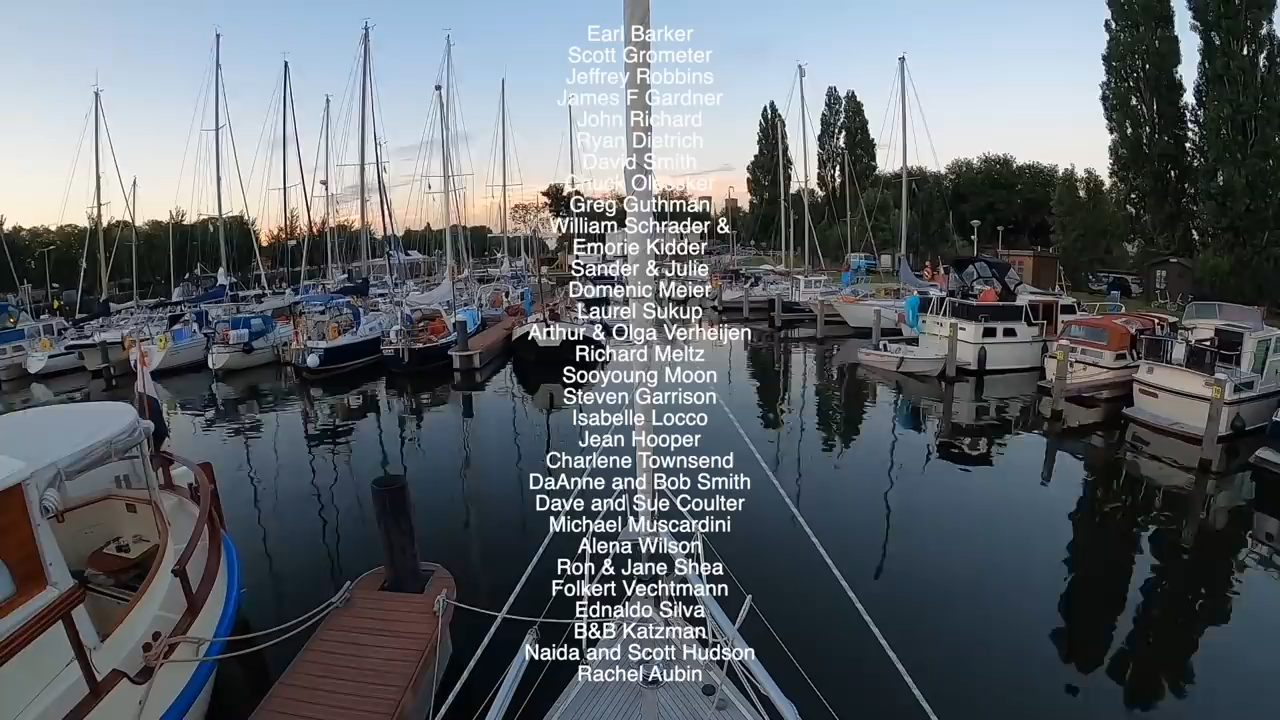 Earl Barker
Scott Grometer
Jeffrey Robbins
James F Gardner
John Richard
Ryan Dietrich
David Smith
Chuck
Greg Guthman
William Schrader &
Emorie Kidder
Sander & Julie
Domenic Meier
Laurel Sukup
Arthur & Olga Verheijen
Richard Meltz
Sooyoung Moon
Steven Garrison
Isabelle Locco
Jean Hooper
Charlene Townsend
DaAnne and Bob Smith
Dave and Sue Coulter
Michael Muscardini
Alena Wilson
Ron & Jane Shea
Folkert Vechtmann
Ednaldo Silva
B&B Katzman
Naida and Scott Hudson
Rachel Aubin